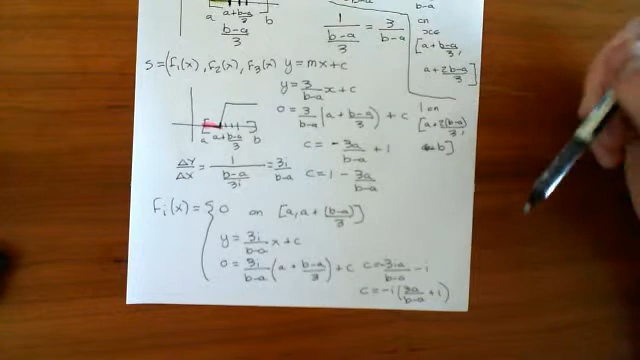 a  a+(b-a)/3  b
(b-a)/3
1/((b-a)/3) = 3/(b-a)
b-a
on
x∈
[a+(b-a)/3,
a+2(b-a)/3]
s=(f₁(x), f₂(x), f₃(x)  y=mx+c
y=3/(b-a) x+c
0=3/(b-a) (a+(b-a)/3) + c
c = -3a/(b-a) + 1
c = 1 - 3a/(b-a)
1 on
[a+2(b-a)/3,
b]
a  a+(b-a)/3  b
ΔY/ΔX = 1/((b-a)/3i) = 3i/(b-a)
Fᵢ(x) = { 0 on [a, a+(b-a)/3]
y=3i/(b-a) x+c
0=3i/(b-a) (a+(b-a)/3) + c  c=-3ia/(b-a) - i
c=-i(3a/(b-a) + 1)